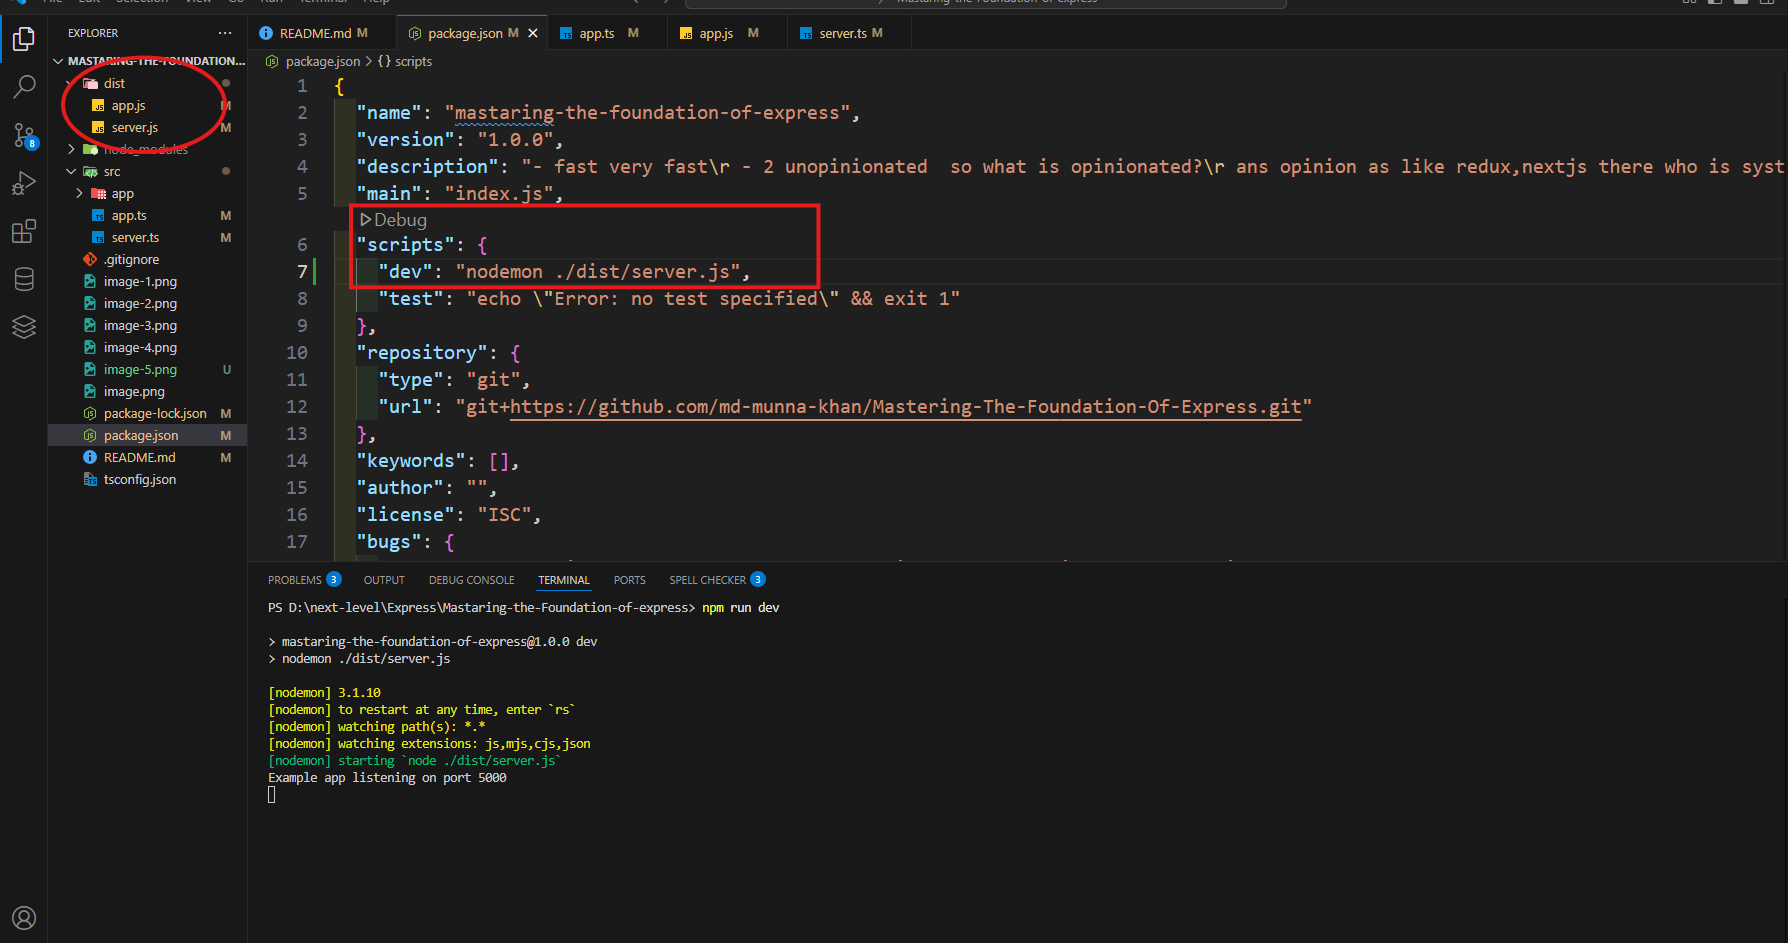 EXPLORER
MASTARING-THE-FOUNDATION...
dist
app.js M
server.js M
node_modules
src
app
app.ts M
server.ts M
.gitignore
image-1.png
image-2.png
image-3.png
image-4.png
image-5.png U
image.png
package-lock.json M
package.json M
README.md M
tsconfig.json
8
README.md M
package.json M
app.ts M
app.js M
server.ts M
package.json > {} scripts
1 {
2 "name": "mastaring-the-foundation-of-express",
3 "version": "1.0.0",
4 "description": "- fast very fast\r - 2 unopinionated  so what is opinionated?\r ans opinion as like redux,nextjs there who is syst
5 "main": "index.js",
Debug
6 "scripts": {
7 "dev": "nodemon ./dist/server.js",
8 "test": "echo \"Error: no test specified\" && exit 1"
9 },
10 "repository": {
11 "type": "git",
12 "url": "git+https://github.com/md-munna-khan/Mastering-The-Foundation-Of-Express.git"
13 },
14 "keywords": [],
15 "author": "",
16 "license": "ISC",
17 "bugs": {
PROBLEMS 3 OUTPUT DEBUG CONSOLE TERMINAL PORTS SPELL CHECKER 3
PS D:\next-level\Express\Mastaring-the-Foundation-of-express> npm run dev
> mastaring-the-foundation-of-express@1.0.0 dev
> nodemon ./dist/server.js
[nodemon] 3.1.10
[nodemon] to restart at any time, enter `rs`
[nodemon] watching path(s): *.*
[nodemon] watching extensions: js,mjs,cjs,json
[nodemon] starting `node ./dist/server.js`
Example app listening on port 5000